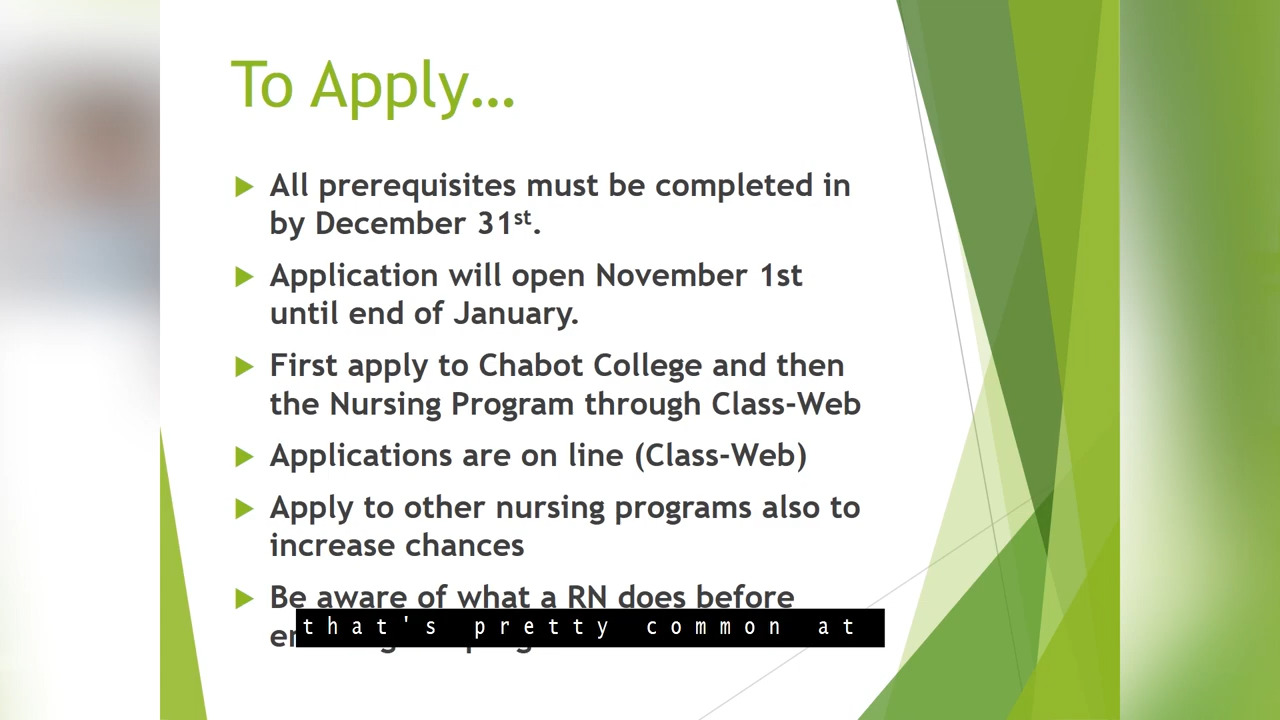 To Apply…
All prerequisites must be completed in
by December 31st.
Application will open November 1st
until end of January.
First apply to Chabot College and then
the Nursing Program through Class-Web
Applications are on line (Class-Web)
Apply to other nursing programs also to
increase chances
Be aware of what a RN does before
that's pretty common at